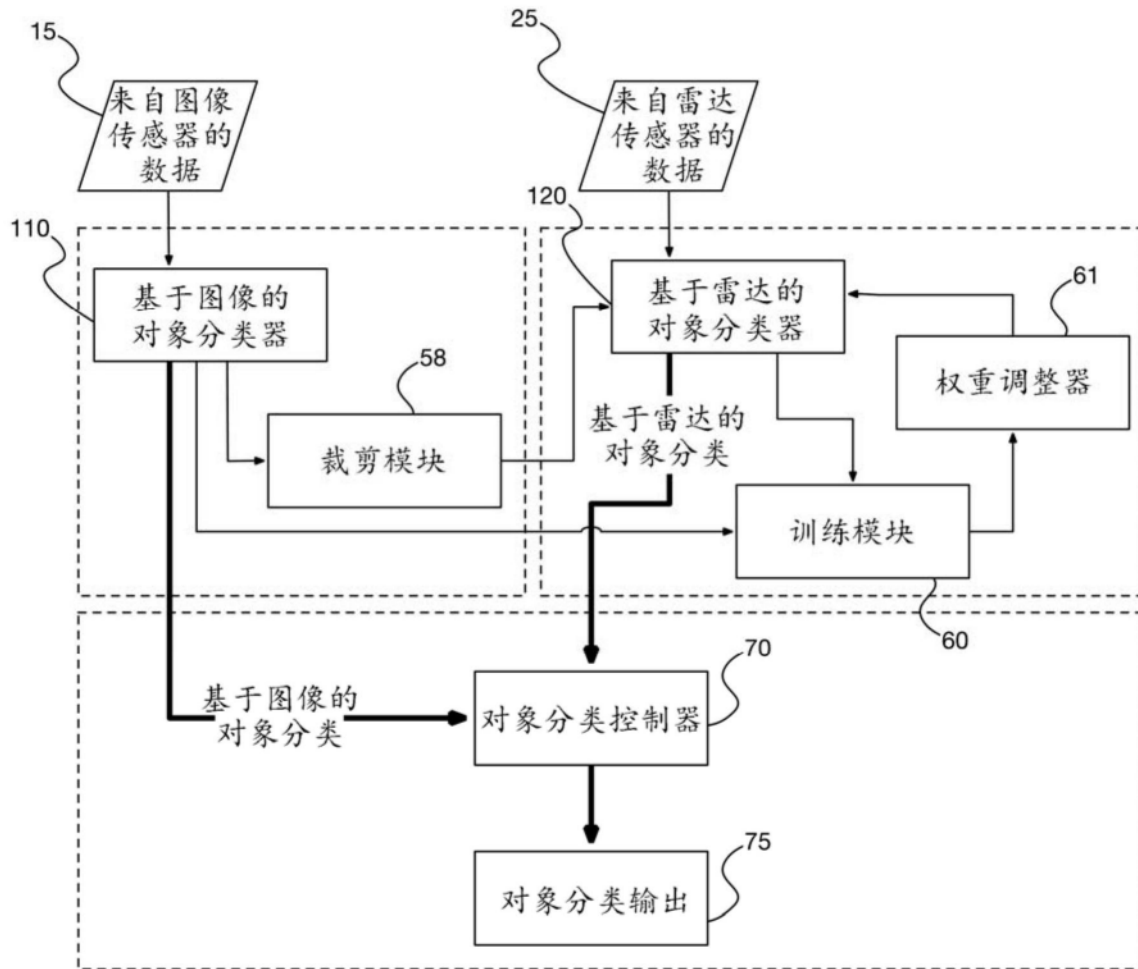 15
25
来自图像
传感器的
数据
来自雷达
传感器的
数据
110
120
基于图像的
对象分类器
基于雷达的
对象分类器
61
权重调整器
58
裁剪模块
基于雷达的
对象分类
训练模块
60
70
基于图像的
对象分类
对象分类控制器
75
对象分类输出